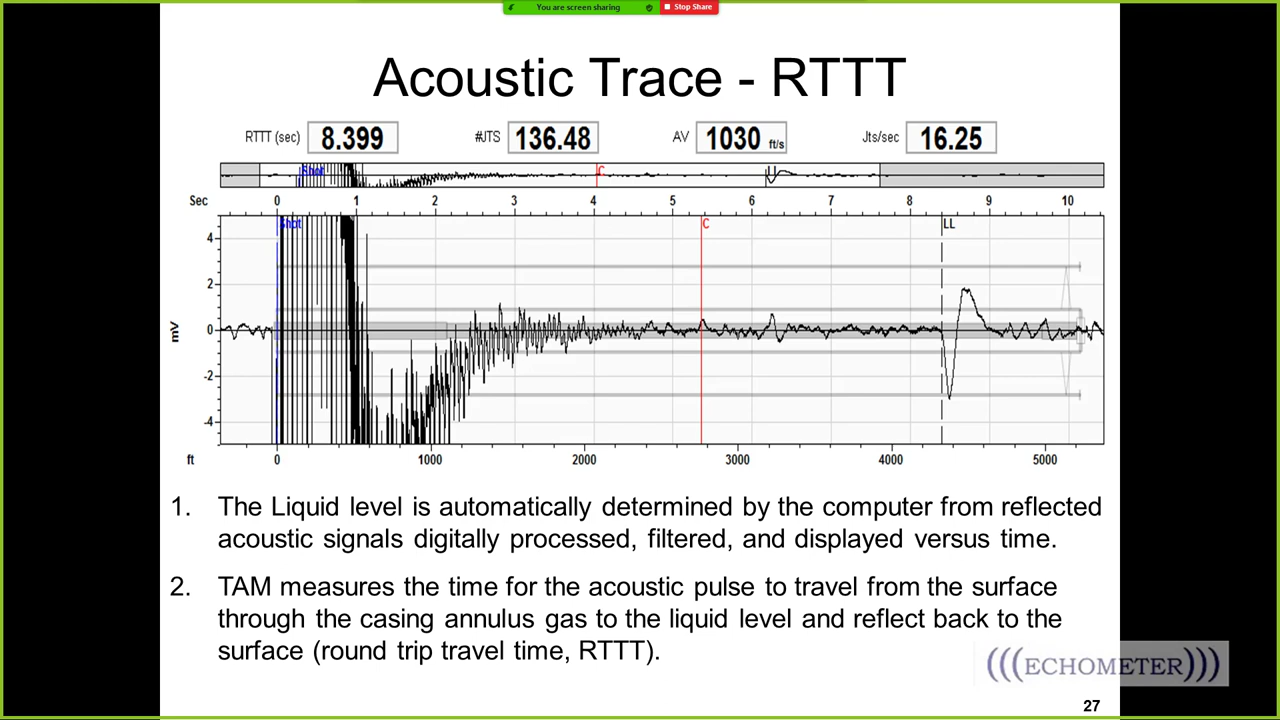 You are screen sharing Stop Share
Acoustic Trace - RTTT
RTTT (sec) 8.399 #JTS 136.48 AV 1030 ft/s Jts/sec 16.25
Shot C LL
Sec 0 1 2 3 4 5 6 7 8 9 10
Shot C LL
4
2
mV 0
-2
-4
ft 0 1000 2000 3000 4000 5000
1. The Liquid level is automatically determined by the computer from reflected
acoustic signals digitally processed, filtered, and displayed versus time.
2. TAM measures the time for the acoustic pulse to travel from the surface
through the casing annulus gas to the liquid level and reflect back to the
surface (round trip travel time, RTTT).
(((ECHOMETER)))
27